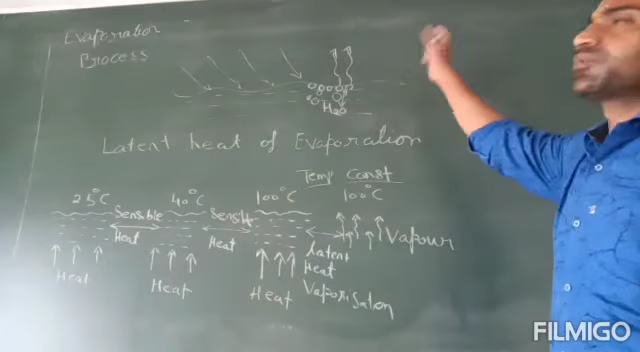 Evaporation
Process
H2O
Latent heat of Evaporation
Temp Const
25°C 40°C 100°C 100°C
Sensible Sensible
Heat Heat
Vapour
Latent
Heat
Vaporisation
Heat Heat Heat
FILMIGO